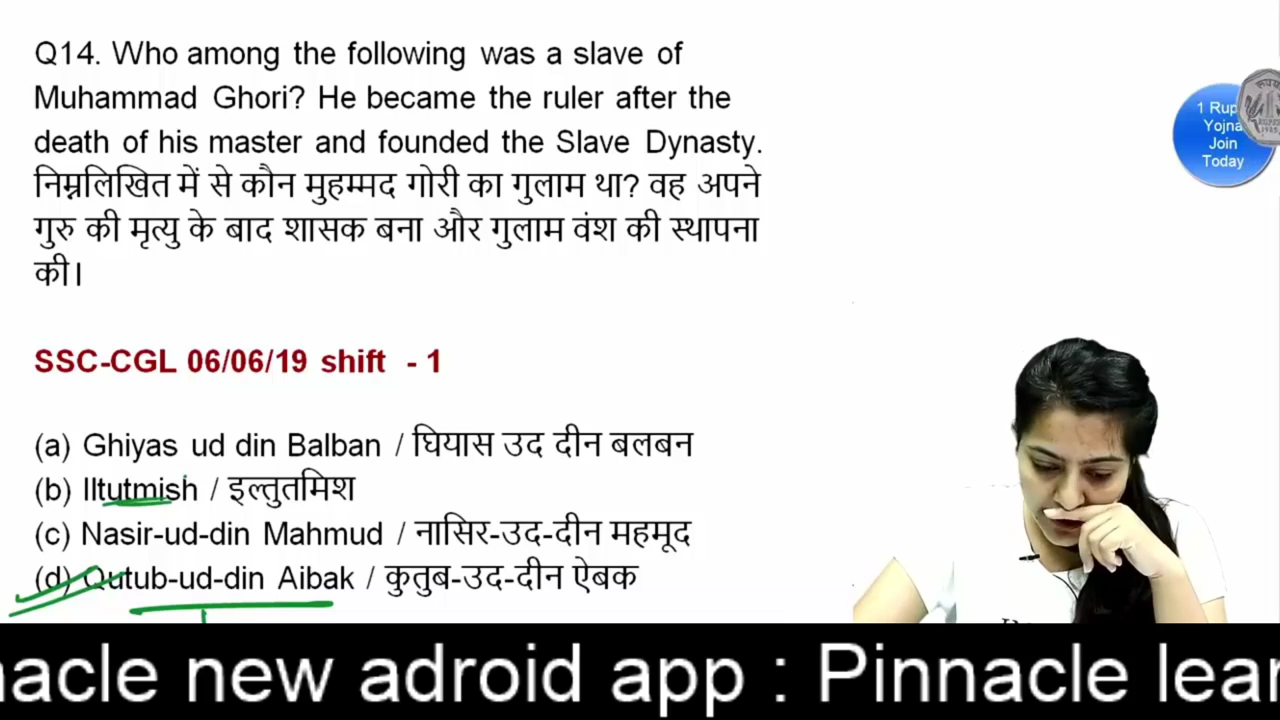 Q14. Who among the following was a slave of
Muhammad Ghori? He became the ruler after the
death of his master and founded the Slave Dynasty.
निम्नलिखित में से कौन मुहम्मद गोरी का गुलाम था? वह अपने
गुरु की मृत्यु के बाद शासक बना और गुलाम वंश की स्थापना
की।
1 Rup
Yojna
Join
Today
SSC-CGL 06/06/19 shift - 1
(a) Ghiyas ud din Balban / घियास उद दीन बलबन
(b) Iltutmish / इल्तुतमिश
(c) Nasir-ud-din Mahmud / नासिर-उद-दीन महमूद
(d) Qutub-ud-din Aibak / कुतुब-उद-दीन ऐबक
nacle new adroid app : Pinnacle lear